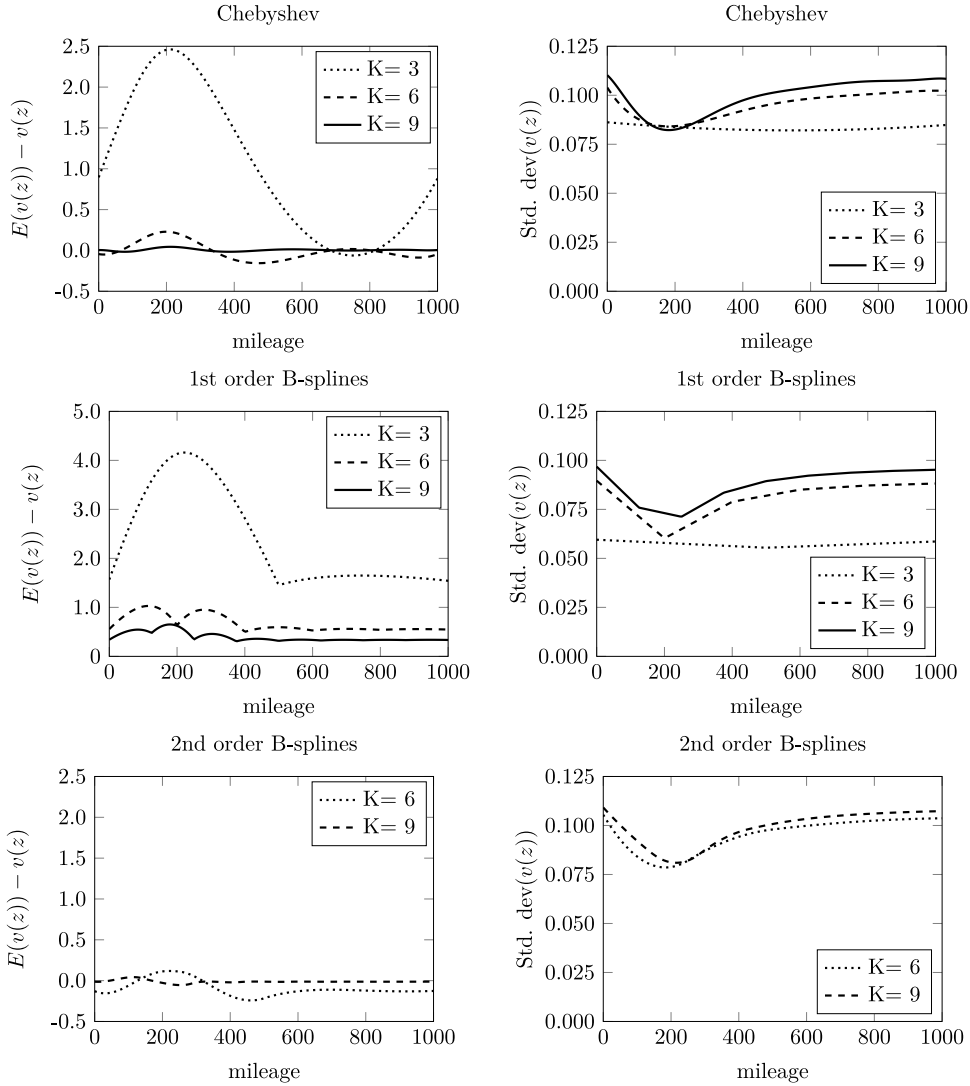 Chebyshev
E(v(z)) − v(z)
2.5
2.0
1.5
1.0
0.5
0.0
-0.5
K= 3
K= 6
K= 9
0 200 400 600 800 1000
mileage
Chebyshev
Std. dev(v(z))
0.125
0.100
0.075
0.050
0.025
0.000
K= 3
K= 6
K= 9
0 200 400 600 800 1000
mileage
1st order B-splines
E(v(z)) − v(z)
5.0
4.0
3.0
2.0
1.0
0
K= 3
K= 6
K= 9
0 200 400 600 800 1000
mileage
1st order B-splines
Std. dev(v(z))
0.125
0.100
0.075
0.050
0.025
0.000
K= 3
K= 6
K= 9
0 200 400 600 800 1000
mileage
2nd order B-splines
E(v(z)) − v(z)
2.5
2.0
1.5
1.0
0.5
0.0
-0.5
K= 6
K= 9
0 200 400 600 800 1000
mileage
2nd order B-splines
Std. dev(v(z))
0.125
0.100
0.075
0.050
0.025
0.000
K= 6
K= 9
0 200 400 600 800 1000
mileage